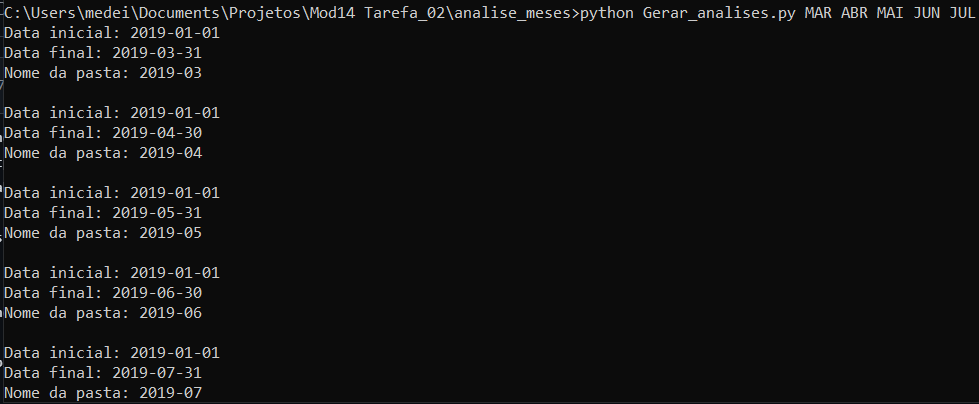 C:\Users\medei\Documents\Projetos\Mod14 Tarefa_02\analise_meses>python Gerar_analises.py MAR ABR MAI JUN JUL
Data inicial: 2019-01-01
Data final: 2019-03-31
Nome da pasta: 2019-03
Data inicial: 2019-01-01
Data final: 2019-04-30
Nome da pasta: 2019-04
Data inicial: 2019-01-01
Data final: 2019-05-31
Nome da pasta: 2019-05
Data inicial: 2019-01-01
Data final: 2019-06-30
Nome da pasta: 2019-06
Data inicial: 2019-01-01
Data final: 2019-07-31
Nome da pasta: 2019-07